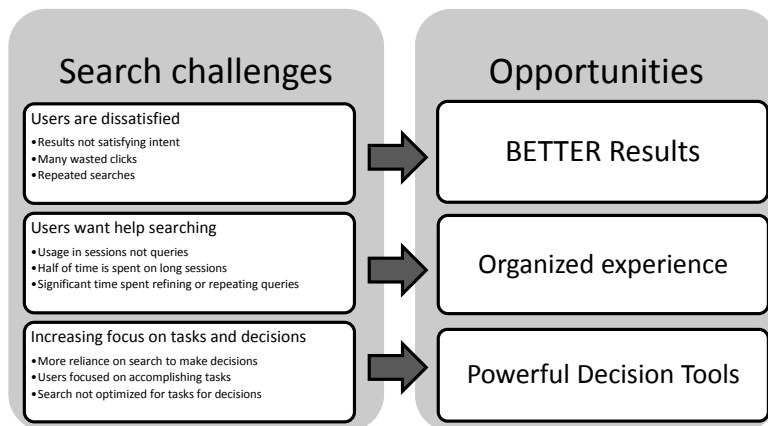 Search challenges
Users are dissatisfied
•Results not satisfying intent
•Many wasted clicks
•Repeated searches
Users want help searching
•Usage in sessions not queries
•Half of time is spent on long sessions
•Significant time spent refining or repeating queries
Increasing focus on tasks and decisions
•More reliance on search to make decisions
•Users focused on accomplishing tasks
•Search not optimized for tasks for decisions
Opportunities
BETTER Results
Organized experience
Powerful Decision Tools